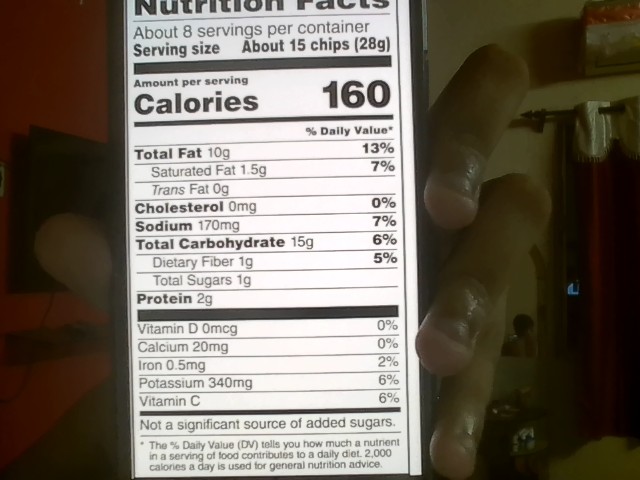 Nutrition Facts
About 8 servings per container
Serving size About 15 chips (28g)
Amount per serving
Calories 160
% Daily Value*
Total Fat 10g 13%
Saturated Fat 1.5g 7%
Trans Fat 0g
Cholesterol 0mg 0%
Sodium 170mg 7%
Total Carbohydrate 15g 6%
Dietary Fiber 1g 5%
Total Sugars 1g
Protein 2g
Vitamin D 0mcg 0%
Calcium 20mg 0%
Iron 0.5mg 2%
Potassium 340mg 6%
Vitamin C 6%
Not a significant source of added sugars.
* The % Daily Value (DV) tells you how much a nutrient
in a serving of food contributes to a daily diet. 2,000
calories a day is used for general nutrition advice.